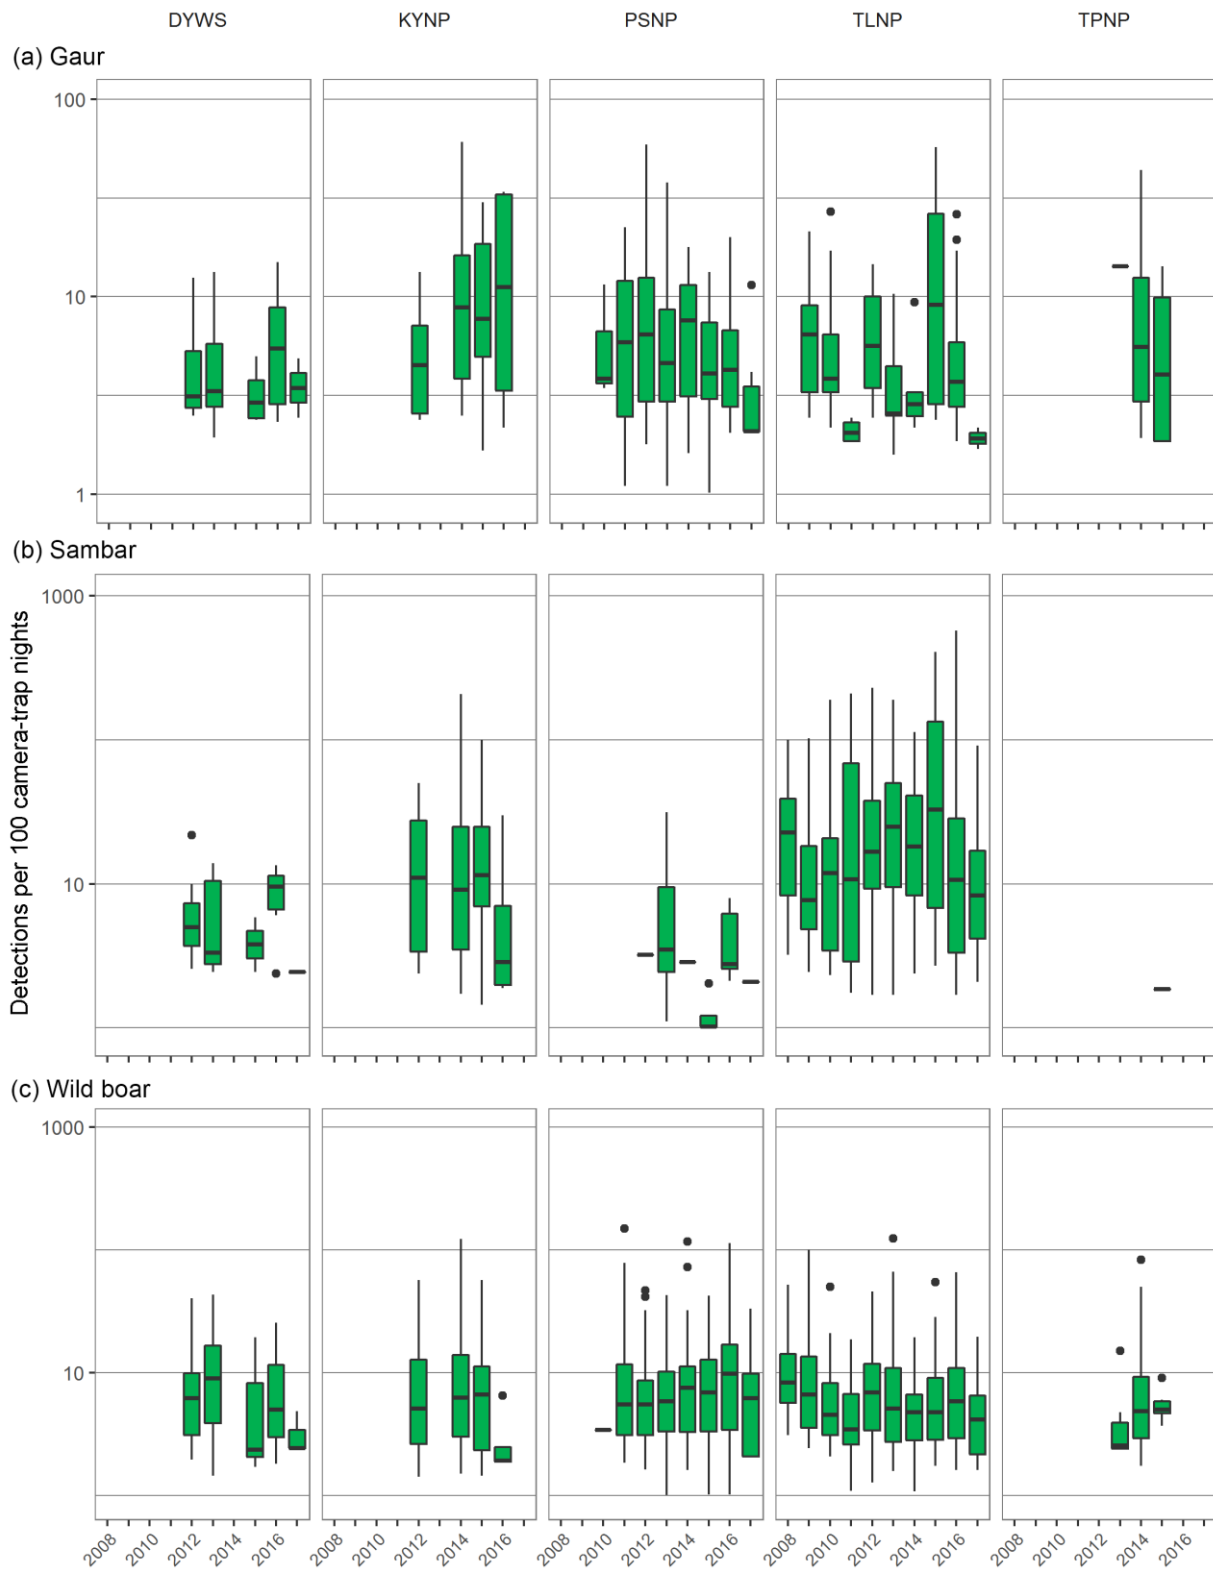 DYWS KYNP PSNP TLNP TPNP
(a) Gaur
100
10
1
(b) Sambar
1000
10
Detections per 100 camera-trap nights
(c) Wild boar
1000
10
2008 2010 2012 2014 2016 2008 2010 2012 2014 2016 2008 2010 2012 2014 2016 2008 2010 2012 2014 2016 2008 2010 2012 2014 2016